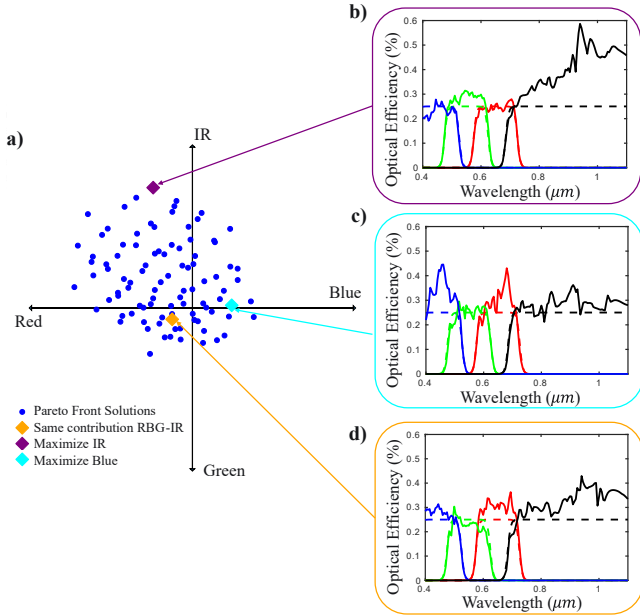 a)
IR
Blue
Red
Green
Pareto Front Solutions
Same contribution RBG-IR
Maximize IR
Maximize Blue
b)
Optical Efficiency (%)
0.6
0.5
0.4
0.3
0.2
0.1
0
0.4 0.6 0.8 1
Wavelength (μm)
c)
Optical Efficiency (%)
0.6
0.5
0.4
0.3
0.2
0.1
0
0.4 0.6 0.8 1
Wavelength (μm)
d)
Optical Efficiency (%)
0.6
0.5
0.4
0.3
0.2
0.1
0
0.4 0.6 0.8 1
Wavelength (μm)